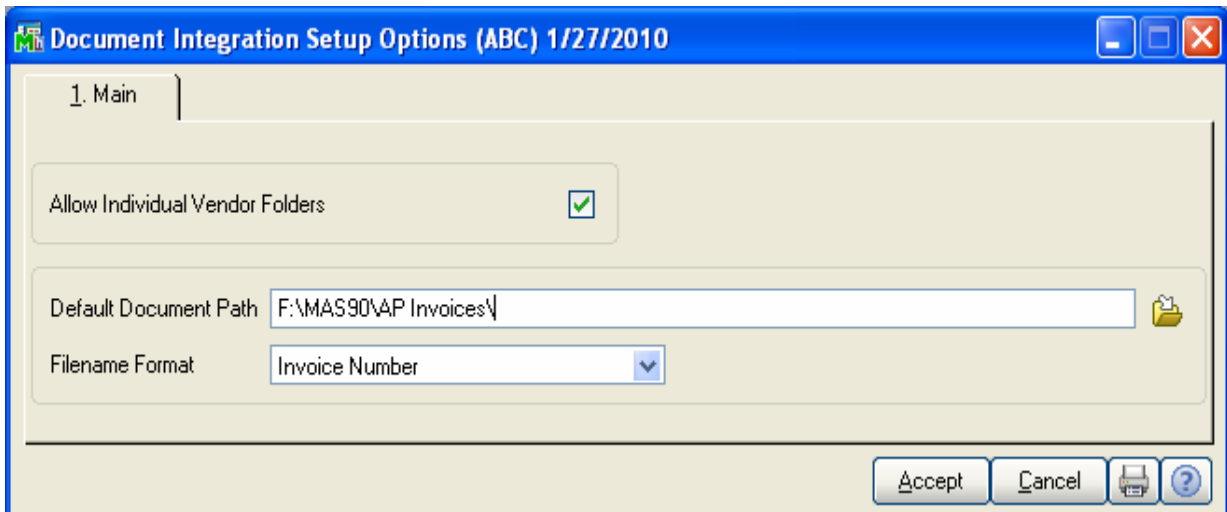 Document Integration Setup Options (ABC) 1/27/2010
1. Main
Allow Individual Vendor Folders
Default Document Path F:\MAS90\AP Invoices\
Filename Format Invoice Number
Accept Cancel